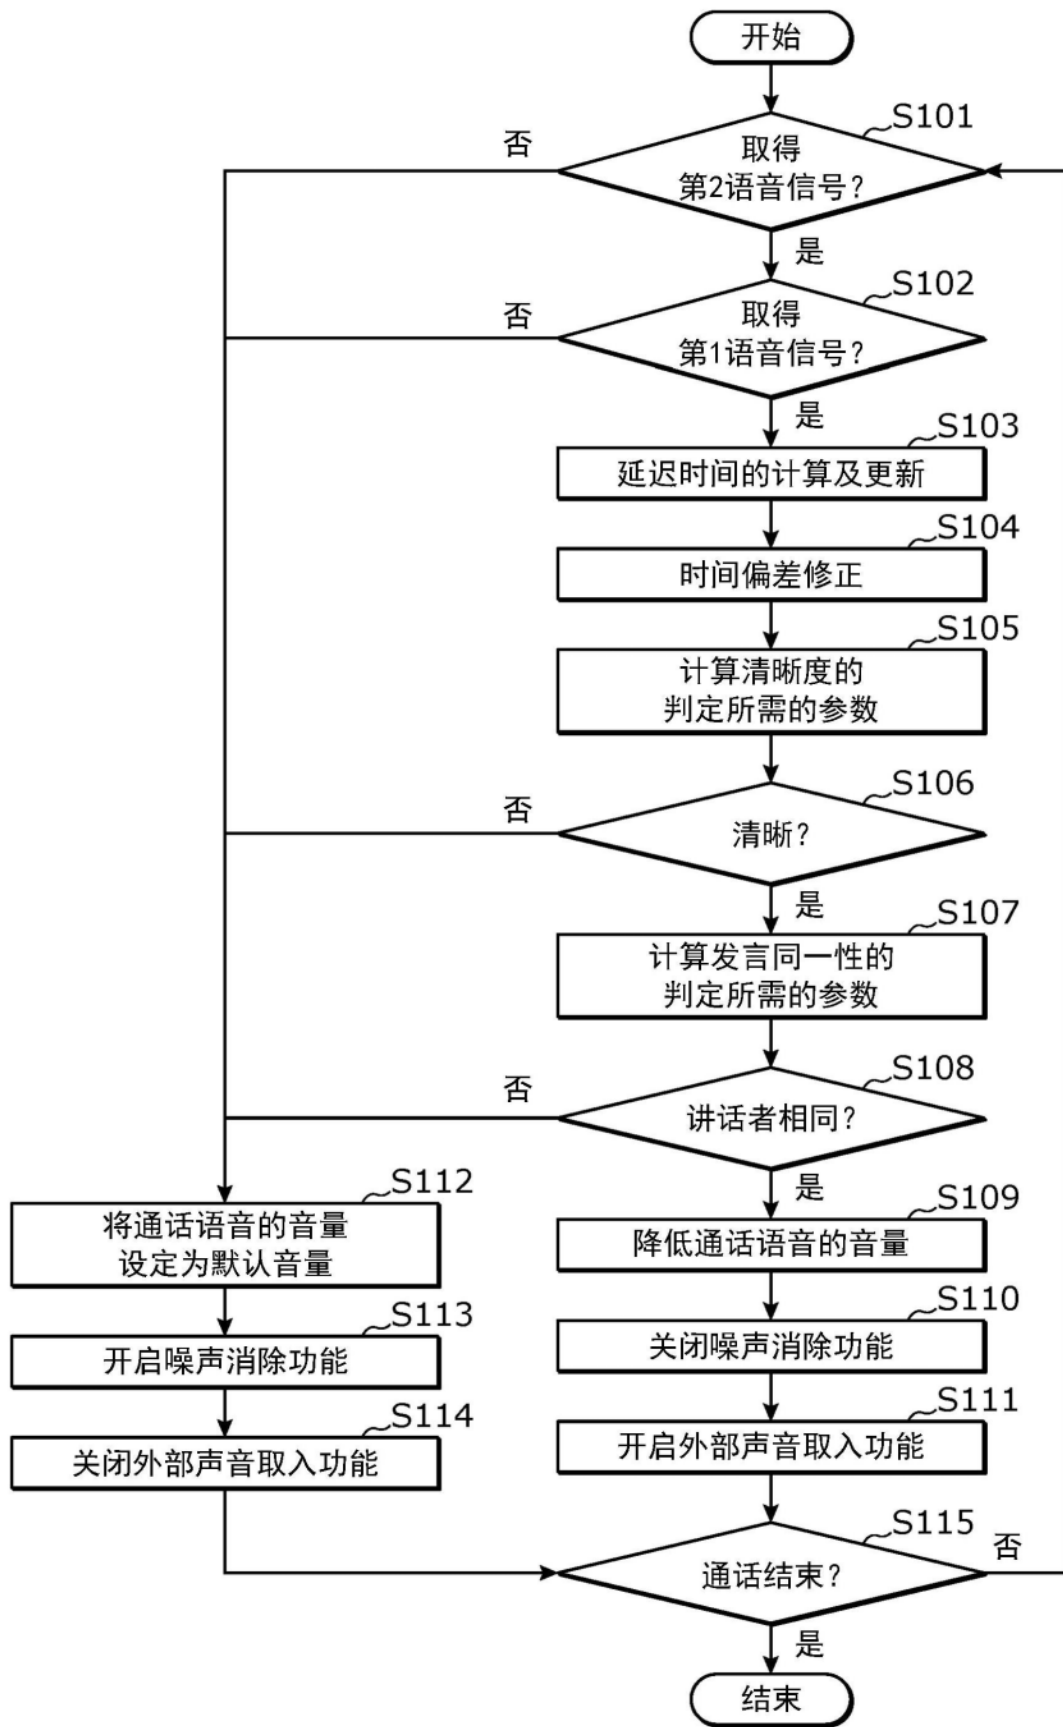 开始
S101
取得
第2语音信号？
否
是
S102
取得
第1语音信号？
否
是
S103
延迟时间的计算及更新
S104
时间偏差修正
S105
计算清晰度的
判定所需的参数
S106
清晰？
否
是
S107
计算发言同一性的
判定所需的参数
S108
讲话者相同？
否
是
S109
降低通话语音的音量
S110
关闭噪声消除功能
S111
开启外部声音取入功能
S112
将通话语音的音量
设定为默认音量
S113
开启噪声消除功能
S114
关闭外部声音取入功能
S115
通话结束？
否
是
结束